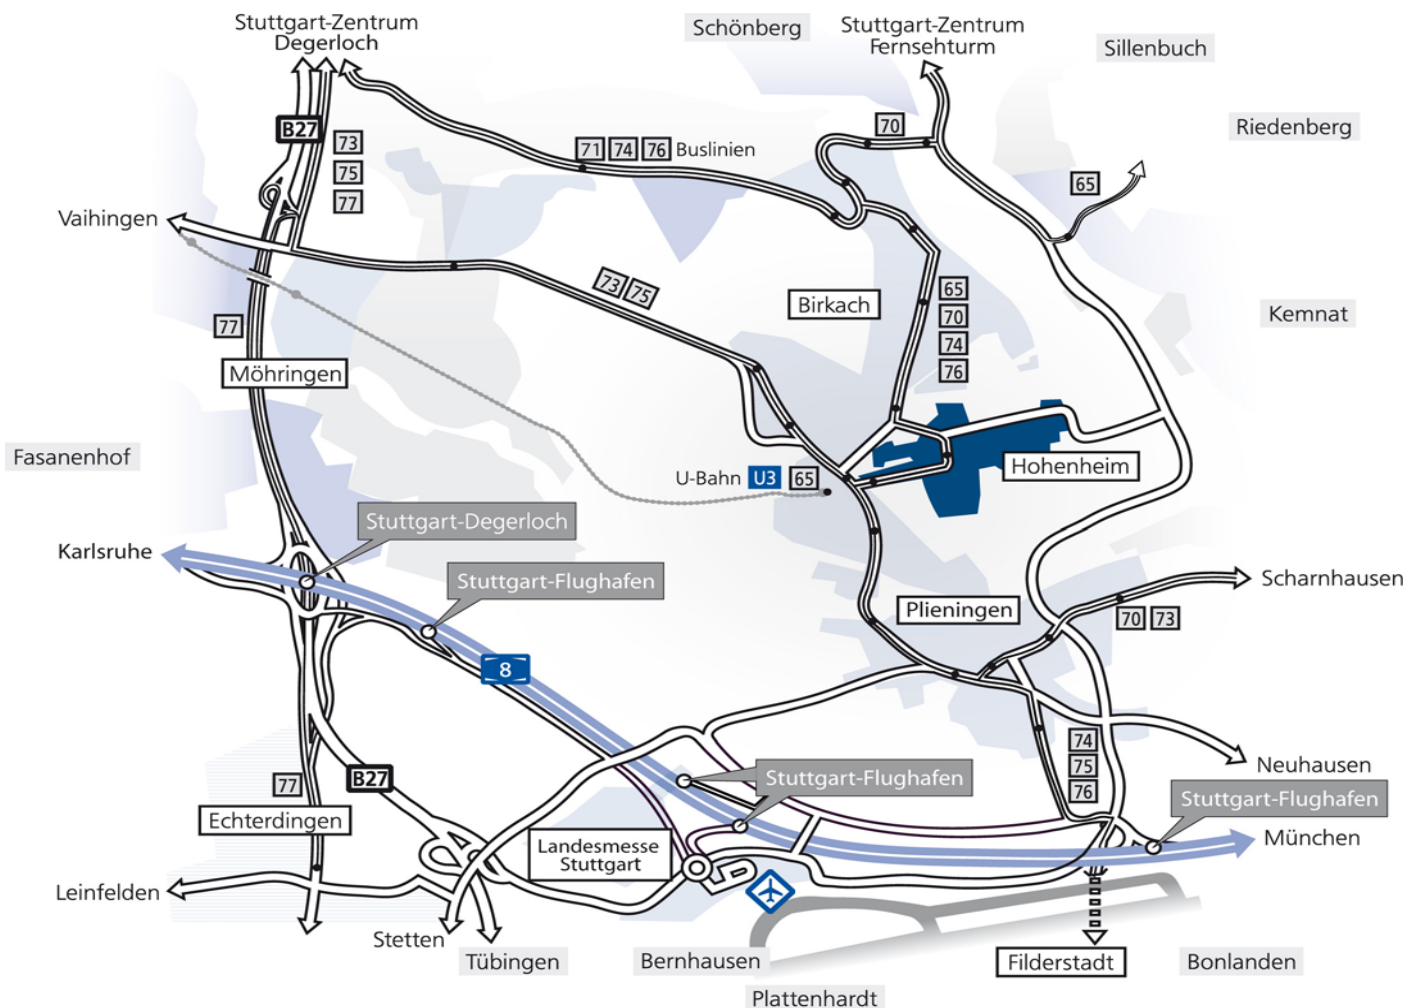 Stuttgart-Zentrum
Degerloch
Schönberg
Stuttgart-Zentrum
Fernsehturm
Sillenbuch
B27
73
75
77
71 74 76 Buslinien
70
Riedenberg
65
Vaihingen
73 75
Birkach
65
70
74
76
Kemnat
77
Möhringen
Fasanenhof
U-Bahn U3 65
Hohenheim
Stuttgart-Degerloch
Karlsruhe
Stuttgart-Flughafen
Scharnhausen
Plieningen
70 73
8
74
75
76
Neuhausen
77
B27
Stuttgart-Flughafen
Stuttgart-Flughafen
Echterdingen
Landesmesse
Stuttgart
München
Leinfelden
Stetten
Tübingen
Bernhausen
Filderstadt
Bonlanden
Plattenhardt